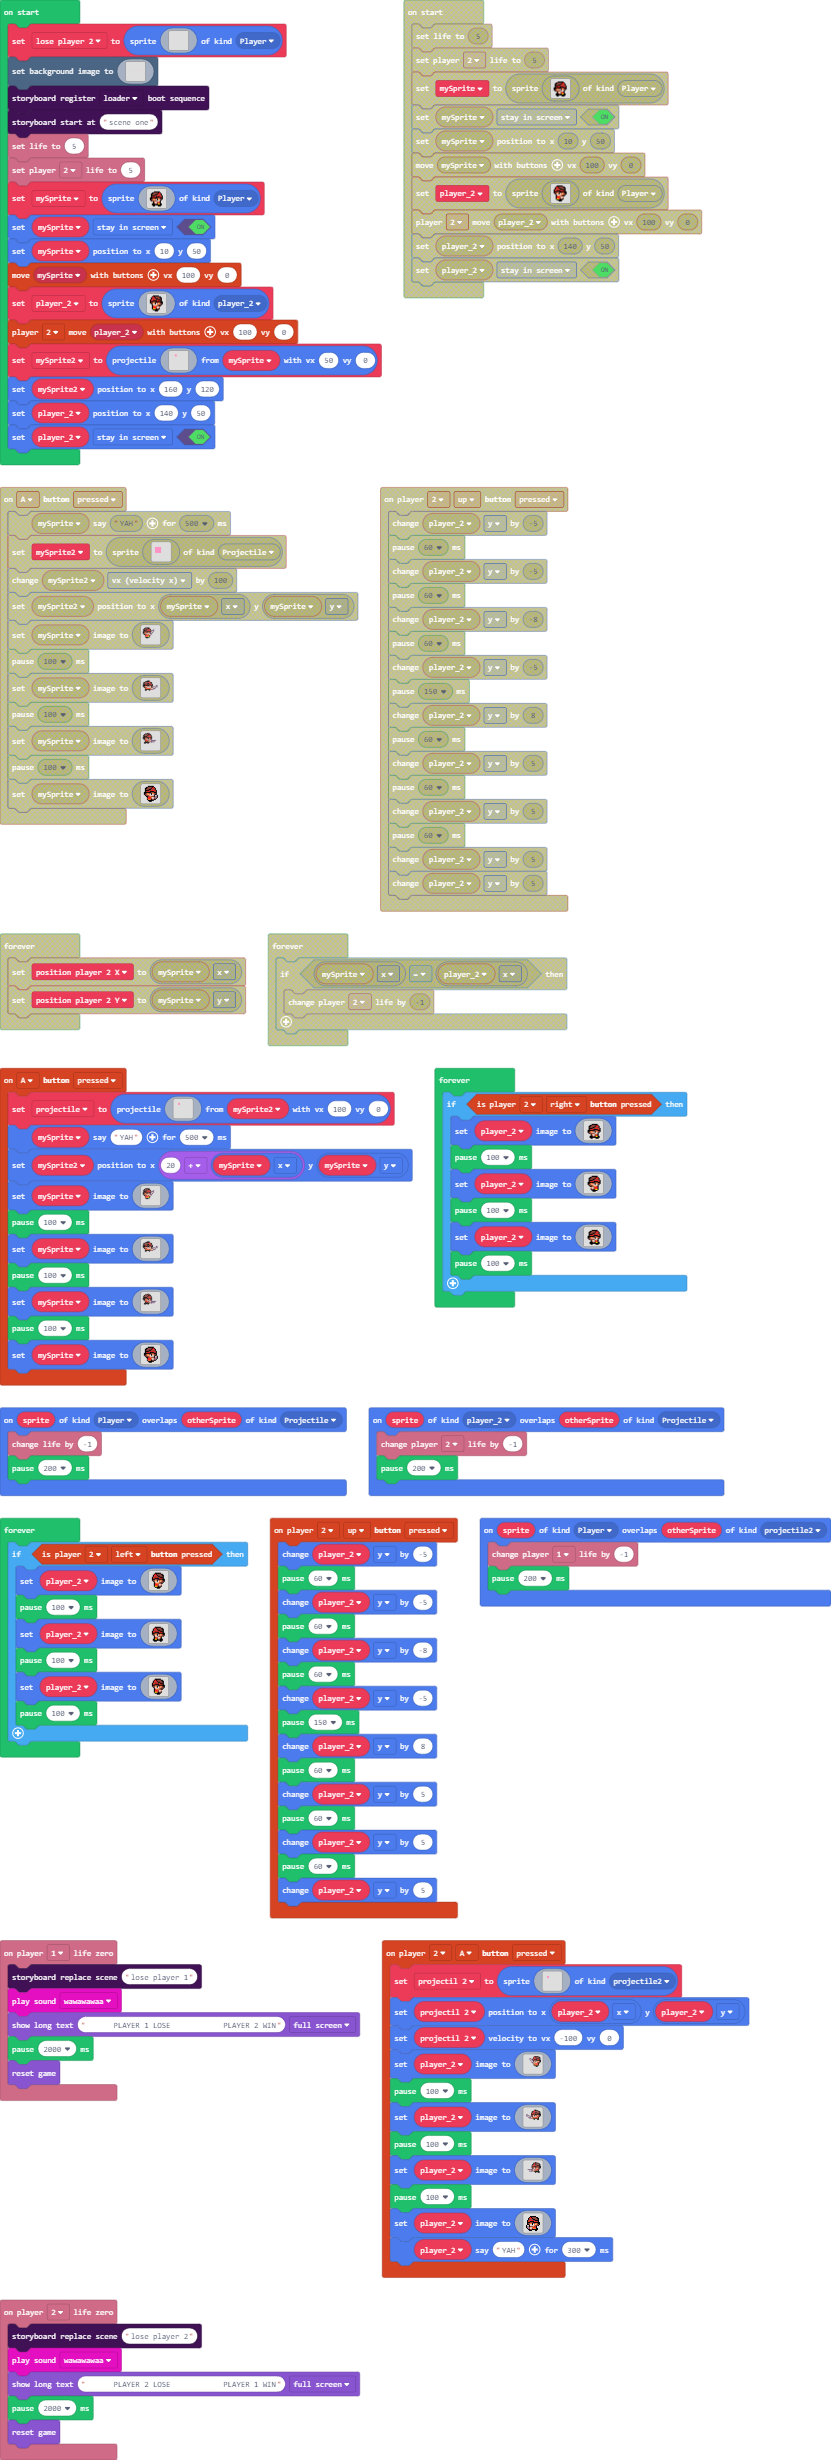 on start
set lose player 2 to sprite of kind Player
set background image to
storyboard register loader boot sequence
storyboard start at "scene one"
set life to 5
set player 2 life to 5
set mySprite to sprite of kind Player
set mySprite stay in screen ON
set mySprite position to x 10 y 50
move mySprite with buttons vx 100 vy 0
set player_2 to sprite of kind player_2
player 2 move player_2 with buttons vx 100 vy 0
set mySprite2 to projectile from mySprite with vx 50 vy 0
set mySprite2 position to x 160 y 120
set player_2 position to x 140 y 50
set player_2 stay in screen ON
on start
set life to 5
set player 2 life to 5
set mySprite to sprite of kind Player
set mySprite stay in screen ON
set mySprite position to x 10 y 50
move mySprite with buttons vx 100 vy 0
set player_2 to sprite of kind Player
player 2 move player_2 with buttons vx 100 vy 0
set player_2 position to x 140 y 50
set player_2 stay in screen ON
on A button pressed
mySprite say "YAH" for 500 ms
set mySprite2 to sprite of kind Projectile
change mySprite2 vx (velocity x) by 100
set mySprite2 position to x mySprite x y mySprite y
set mySprite image to
pause 100 ms
set mySprite image to
pause 100 ms
set mySprite image to
pause 100 ms
set mySprite image to
on player 2 up button pressed
change player_2 y by -5
pause 60 ms
change player_2 y by -5
pause 60 ms
change player_2 y by -8
pause 60 ms
change player_2 y by -5
pause 150 ms
change player_2 y by 8
pause 60 ms
change player_2 y by 5
pause 60 ms
change player_2 y by 5
pause 60 ms
change player_2 y by 5
change player_2 y by 5
forever
set position player 2 X to mySprite x
set position player 2 Y to mySprite y
forever
if mySprite x = player_2 x then
change player 2 life by -1
on A button pressed
set projectile to projectile from mySprite2 with vx 100 vy 0
mySprite say "YAH" for 500 ms
set mySprite2 position to x 20 + mySprite x y mySprite y
set mySprite image to
pause 100 ms
set mySprite image to
pause 100 ms
set mySprite image to
pause 100 ms
set mySprite image to
forever
if is player 2 right button pressed then
set player_2 image to
pause 100 ms
set player_2 image to
pause 100 ms
set player_2 image to
pause 100 ms
on sprite of kind Player overlaps otherSprite of kind Projectile
change life by -1
pause 200 ms
on sprite of kind player_2 overlaps otherSprite of kind Projectile
change player 2 life by -1
pause 200 ms
forever
if is player 2 left button pressed then
set player_2 image to
pause 100 ms
set player_2 image to
pause 100 ms
set player_2 image to
pause 100 ms
on player 2 up button pressed
change player_2 y by -5
pause 60 ms
change player_2 y by -5
pause 60 ms
change player_2 y by -8
pause 60 ms
change player_2 y by -5
pause 150 ms
change player_2 y by 8
pause 60 ms
change player_2 y by 5
pause 60 ms
change player_2 y by 5
pause 60 ms
change player_2 y by 5
on sprite of kind Player overlaps otherSprite of kind projectile2
change player 1 life by -1
pause 200 ms
on player 1 life zero
storyboard replace scene "lose player 1"
play sound wawawawaa
show long text " PLAYER 1 LOSE PLAYER 2 WIN" full screen
pause 2000 ms
reset game
on player 2 A button pressed
set projectil 2 to sprite of kind projectile2
set projectil 2 position to x player_2 x y player_2 y
set projectil 2 velocity to vx -100 vy 0
set player_2 image to
pause 100 ms
set player_2 image to
pause 100 ms
set player_2 image to
pause 100 ms
set player_2 image to
player_2 say "YAH" for 300 ms
on player 2 life zero
storyboard replace scene "lose player 2"
play sound wawawawaa
show long text " PLAYER 2 LOSE PLAYER 1 WIN" full screen
pause 2000 ms
reset game